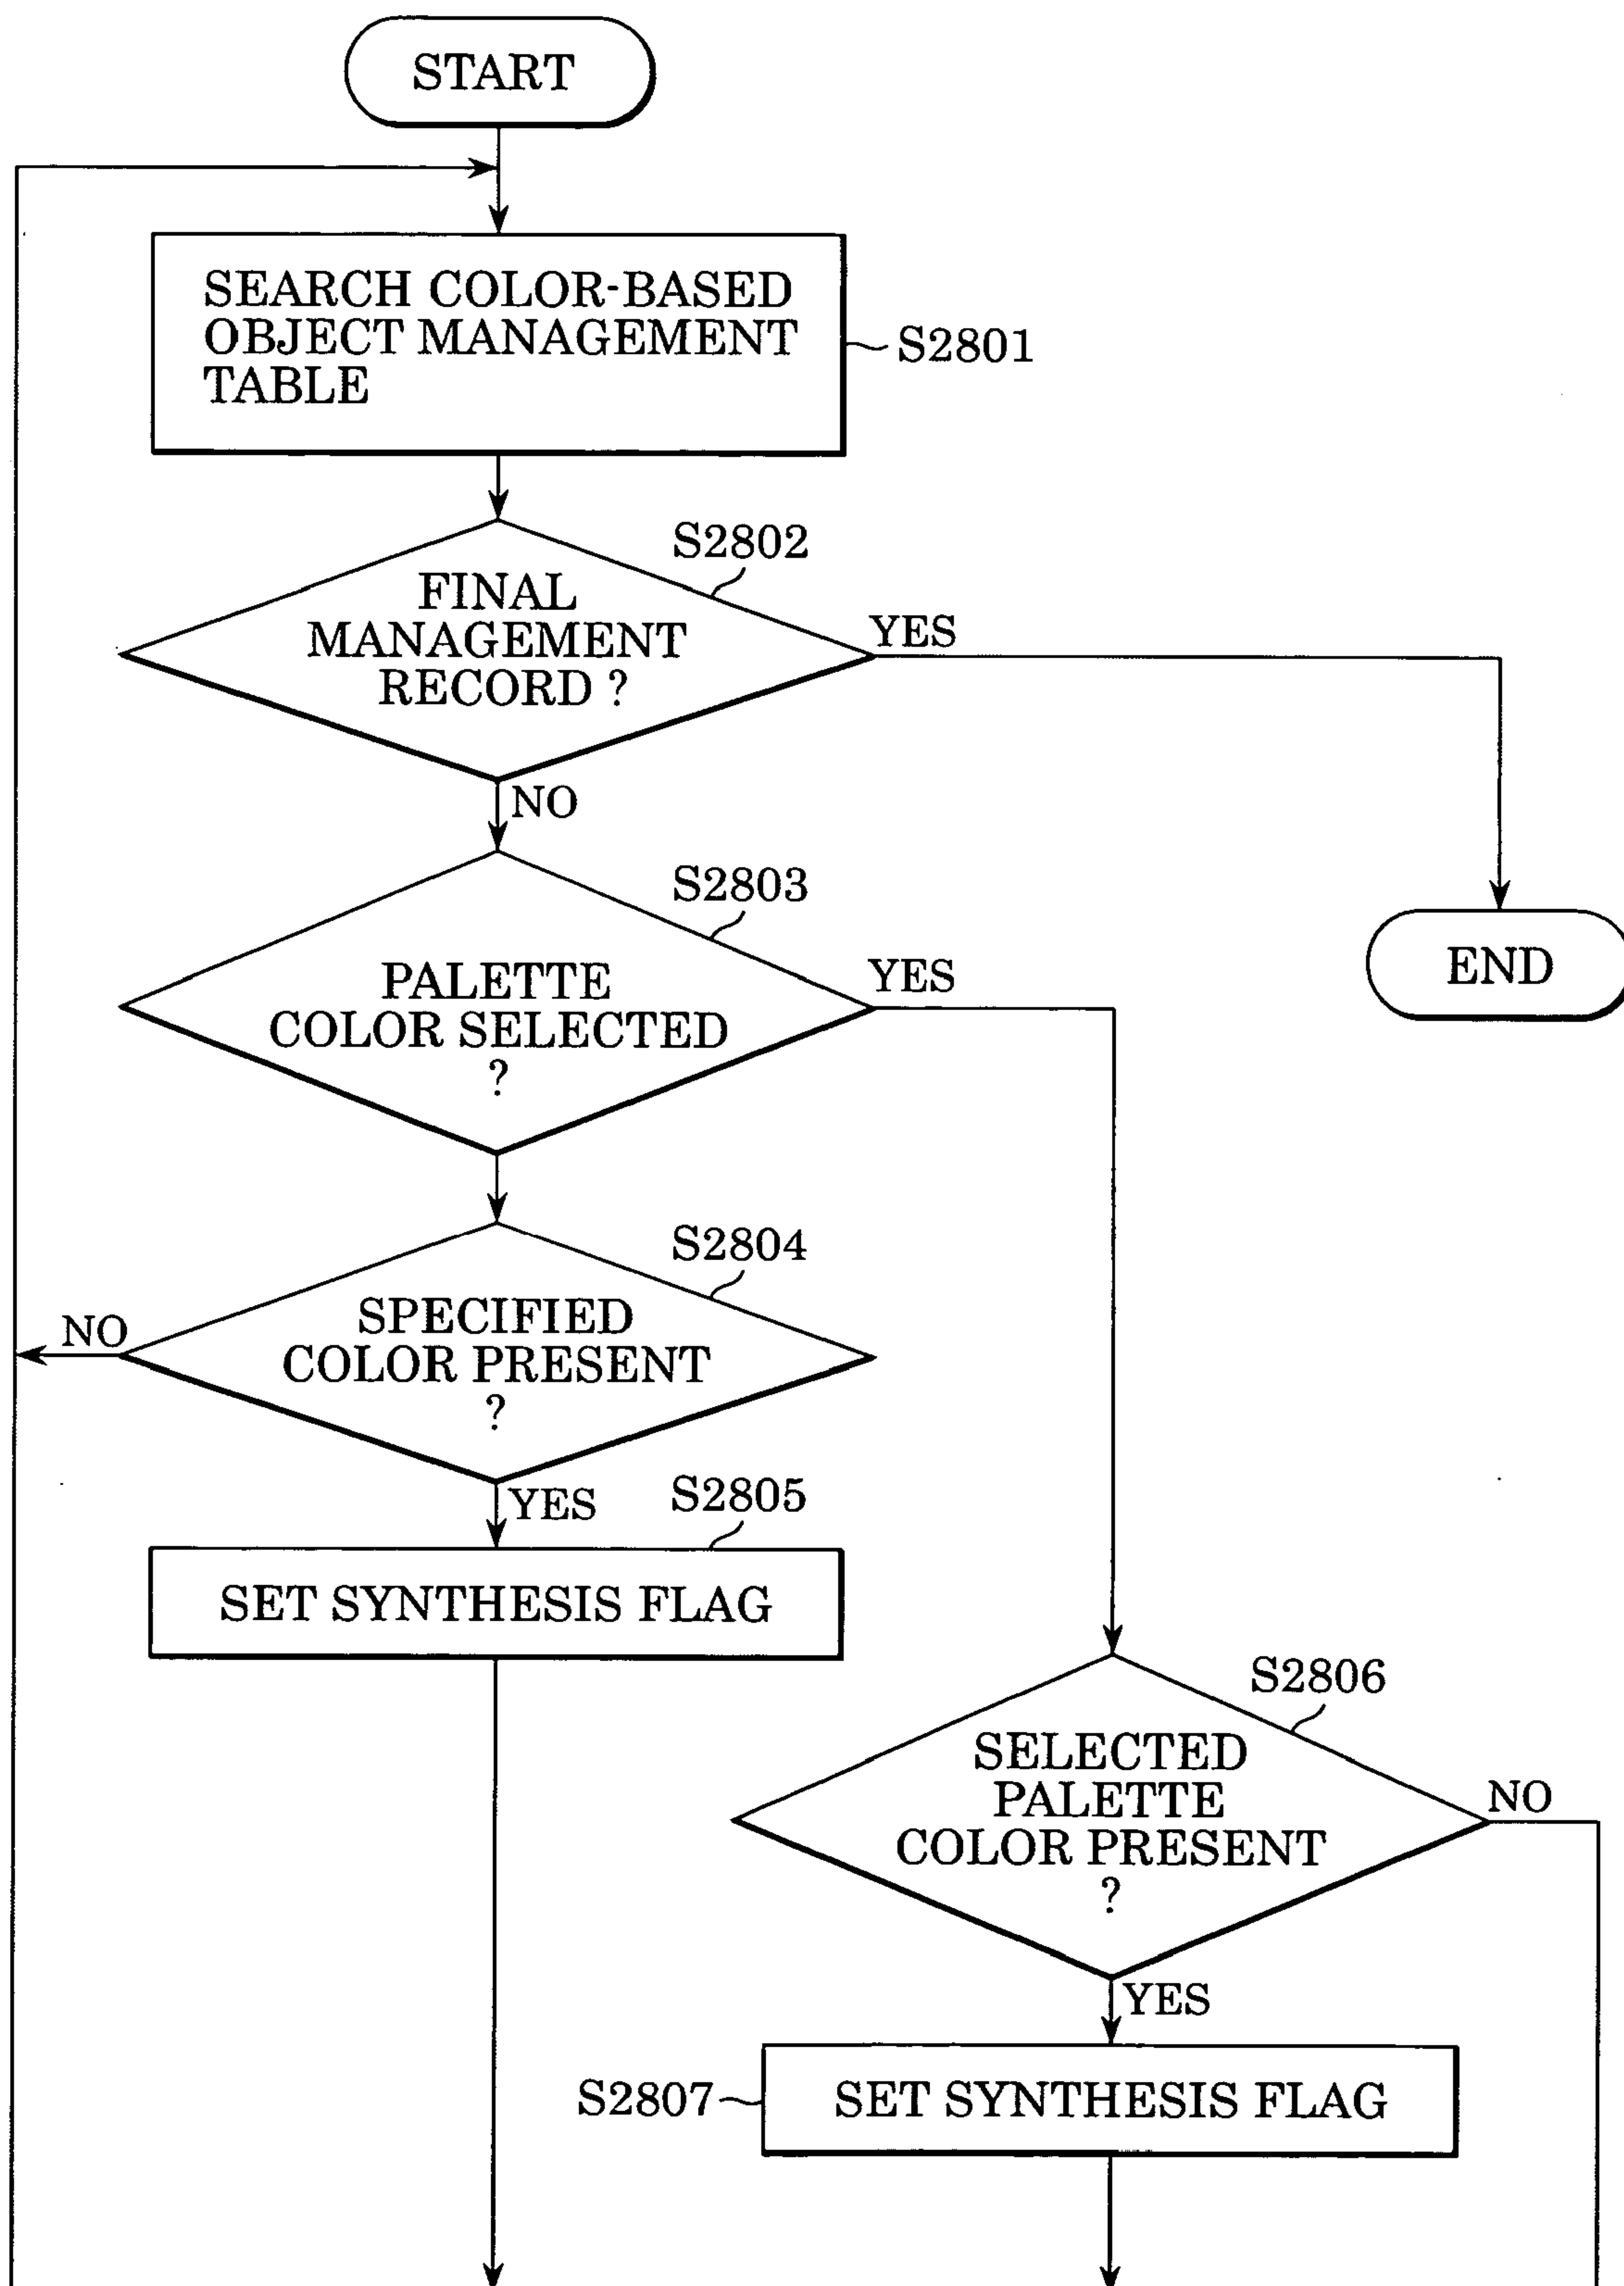 START
SEARCH COLOR-BASED
OBJECT MANAGEMENT
TABLE
S2801
S2802
FINAL
MANAGEMENT
RECORD ?
YES
NO
S2803
PALETTE
COLOR SELECTED
?
YES
END
S2804
SPECIFIED
COLOR PRESENT
?
NO
YES
S2805
SET SYNTHESIS FLAG
S2806
SELECTED
PALETTE
COLOR PRESENT
?
NO
YES
S2807
SET SYNTHESIS FLAG